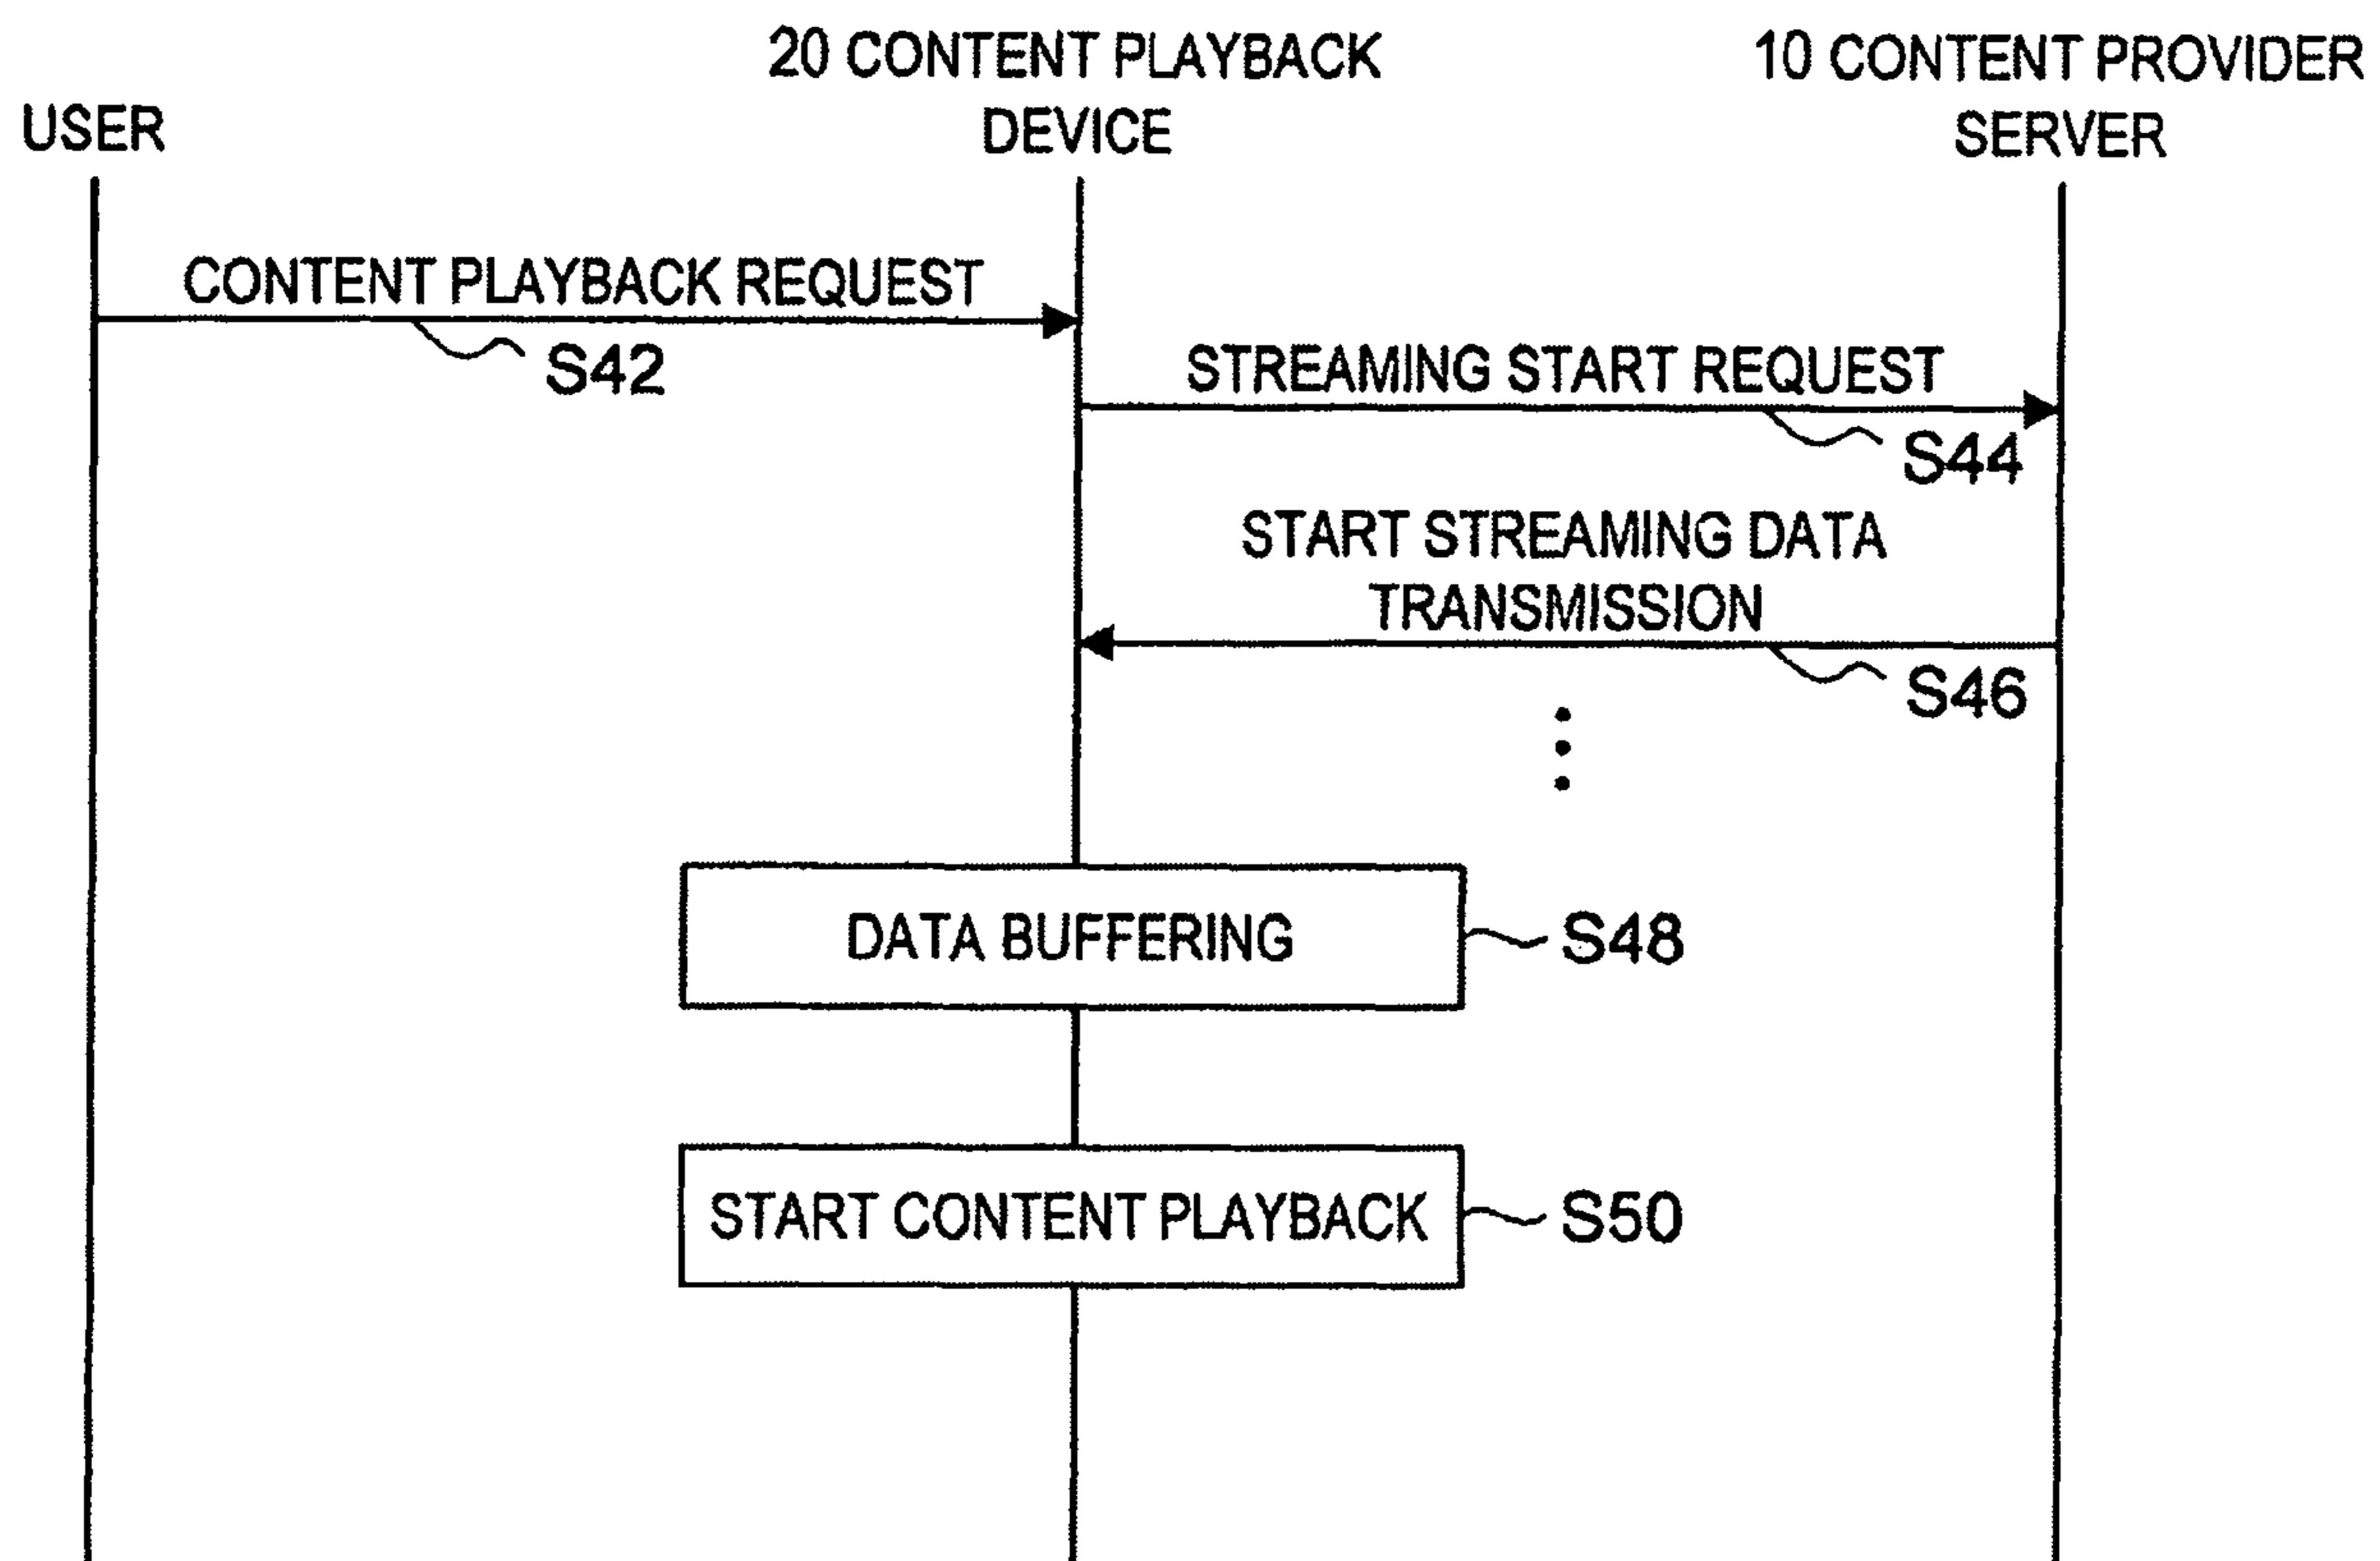 USER
20 CONTENT PLAYBACK
DEVICE
10 CONTENT PROVIDER
SERVER
CONTENT PLAYBACK REQUEST
S42
STREAMING START REQUEST
S44
START STREAMING DATA
TRANSMISSION
S46
DATA BUFFERING
S48
START CONTENT PLAYBACK
S50